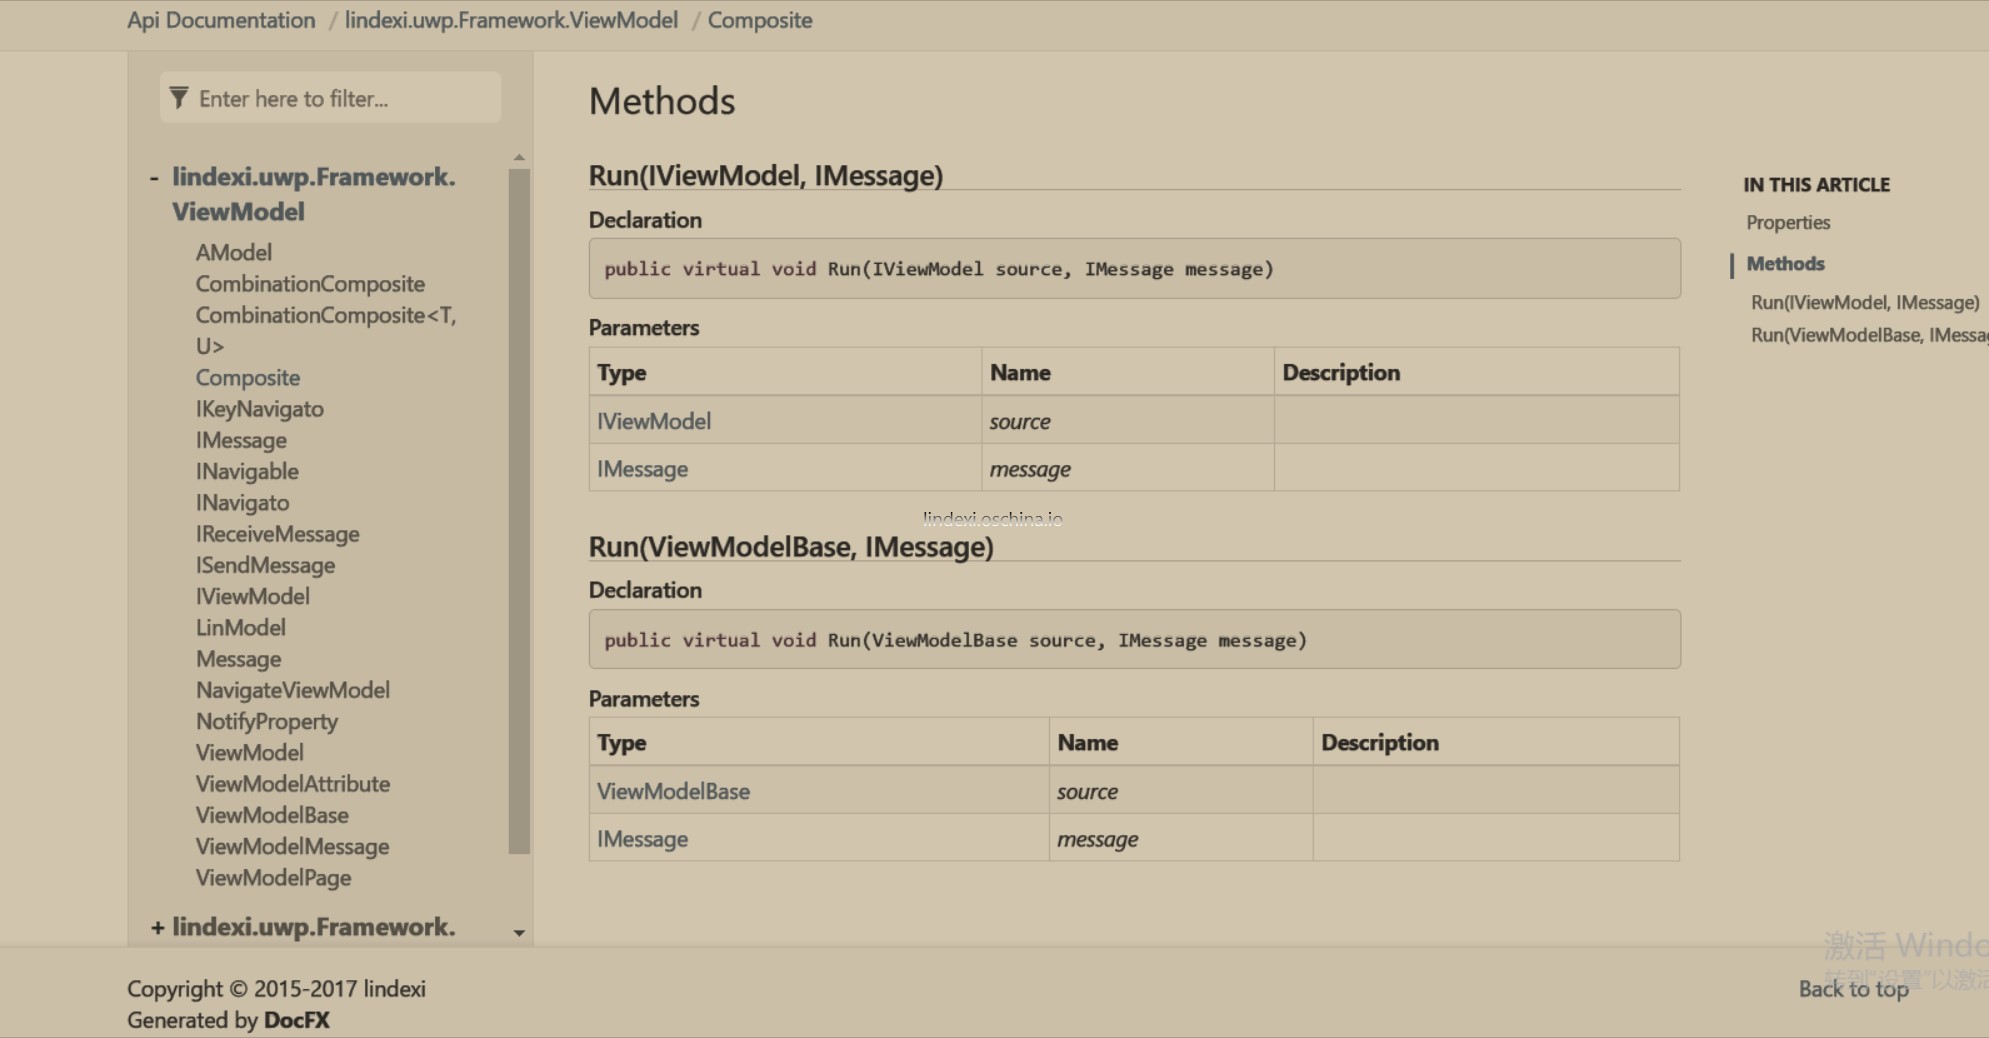 Api Documentation / lindexi.uwp.Framework.ViewModel / Composite
Enter here to filter...
- lindexi.uwp.Framework.
ViewModel
AModel
CombinationComposite
CombinationComposite<T,
U>
Composite
IKeyNavigato
IMessage
INavigable
INavigato
IReceiveMessage
ISendMessage
IViewModel
LinModel
Message
NavigateViewModel
NotifyProperty
ViewModel
ViewModelAttribute
ViewModelBase
ViewModelMessage
ViewModelPage
+ lindexi.uwp.Framework.
Methods
Run(IViewModel, IMessage)
Declaration
public virtual void Run(IViewModel source, IMessage message)
Parameters
Type Name Description
IViewModel source
IMessage message
lindexi.oschina.io
Run(ViewModelBase, IMessage)
Declaration
public virtual void Run(ViewModelBase source, IMessage message)
Parameters
Type Name Description
ViewModelBase source
IMessage message
IN THIS ARTICLE
Properties
Methods
Run(IViewModel, IMessage)
Run(ViewModelBase, IMessa
激活 Windo
转到"设置"以激活
Back to top
Copyright © 2015-2017 lindexi
Generated by DocFX